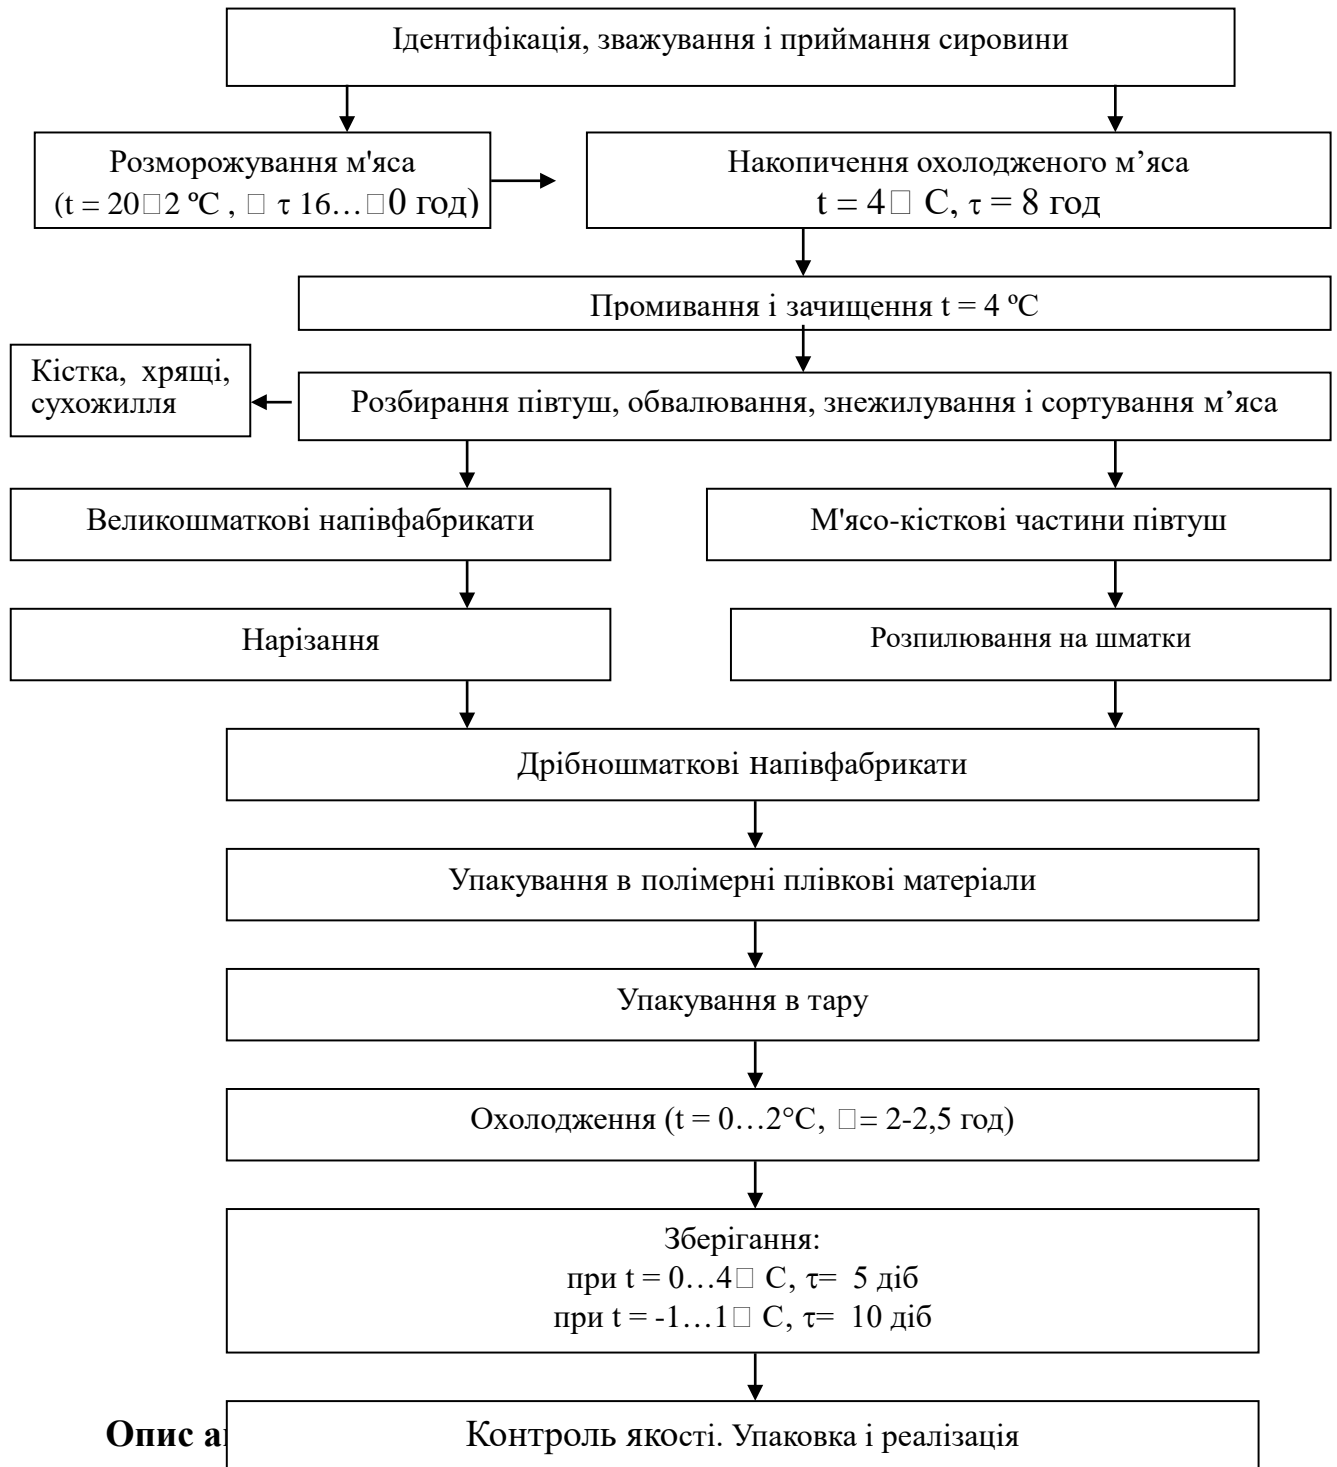 Ідентифікація, зважування і приймання сировини
Розморожування м'яса
(t = 20□2 ºC , □ τ 16…□0 год)
Накопичення охолодженого м’яса
t = 4□ C, τ = 8 год
Промивання і зачищення t = 4 ºC
Кістка, хрящі,
сухожилля
Розбирання півтуш, обвалювання, знежилування і сортування м’яса
Великошматкові напівфабрикати
М'ясо-кісткові частини півтуш
Нарізання
Розпилювання на шматки
Дрібношматкові напівфабрикати
Упакування в полімерні плівкові матеріали
Упакування в тару
Охолодження (t = 0…2°C, □= 2-2,5 год)
Зберігання:
при t = 0…4□ C, τ= 5 діб
при t = -1…1□ C, τ= 10 діб
Опис
Контроль якості. Упаковка і реалізація